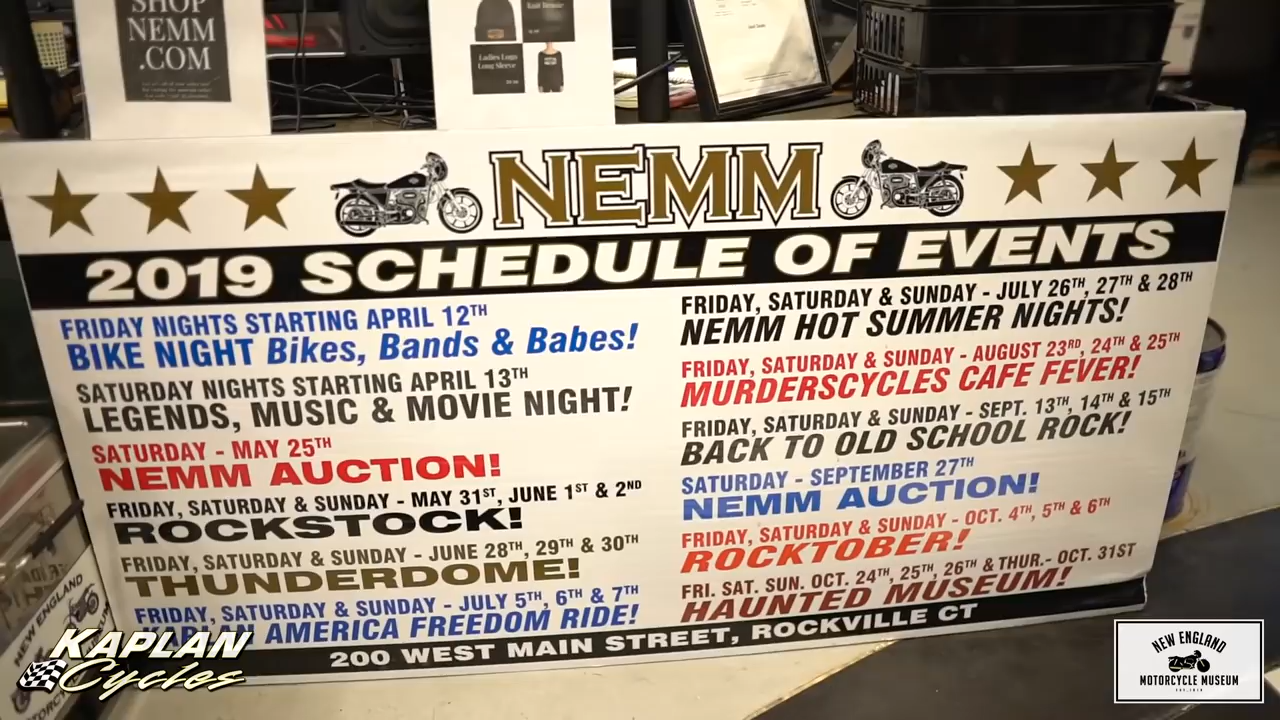 SHOP
NEMM
.COM
Knit Beanie
Ladies Logo
Long Sleeve
NEMM
2019 SCHEDULE OF EVENTS
FRIDAY NIGHTS STARTING APRIL 12TH
BIKE NIGHT Bikes, Bands & Babes!
SATURDAY NIGHTS STARTING APRIL 13TH
LEGENDS, MUSIC & MOVIE NIGHT!
SATURDAY - MAY 25TH
NEMM AUCTION!
FRIDAY, SATURDAY & SUNDAY - MAY 31ST, JUNE 1ST & 2ND
ROCKSTOCK!
FRIDAY, SATURDAY & SUNDAY - JUNE 28TH, 29TH & 30TH
THUNDERDOME!
FRIDAY, SATURDAY & SUNDAY - JULY 5TH, 6TH & 7TH
AMERICA FREEDOM RIDE!
FRIDAY, SATURDAY & SUNDAY - JULY 26TH, 27TH & 28TH
NEMM HOT SUMMER NIGHTS!
FRIDAY, SATURDAY & SUNDAY - AUGUST 23RD, 24TH & 25TH
MURDERSCYCLES CAFE FEVER!
FRIDAY, SATURDAY & SUNDAY - SEPT. 13TH, 14TH & 15TH
BACK TO OLD SCHOOL ROCK!
SATURDAY - SEPTEMBER 27TH
NEMM AUCTION!
FRIDAY, SATURDAY & SUNDAY - OCT. 4TH, 5TH & 6TH
ROCKTOBER!
FRI. SAT. SUN. OCT. 24TH, 25TH, 26TH & THUR.- OCT. 31ST
HAUNTED MUSEUM!
200 WEST MAIN STREET, ROCKVILLE CT
NEW ENGLAND
KAPLAN
Cycles
NEW ENGLAND
MOTORCYCLE MUSEUM